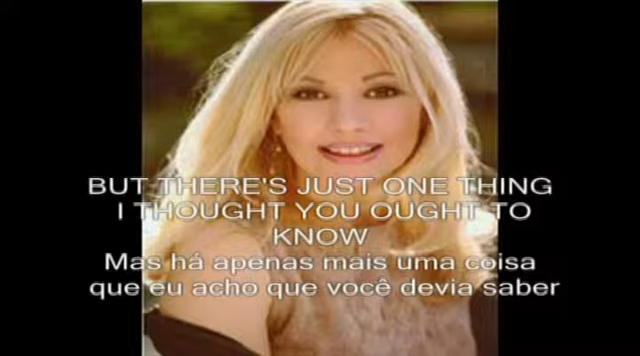 BUT THERE'S JUST ONE THING
I THOUGHT YOU OUGHT TO
KNOW
Mas há apenas mais uma coisa
que eu acho que você devia saber